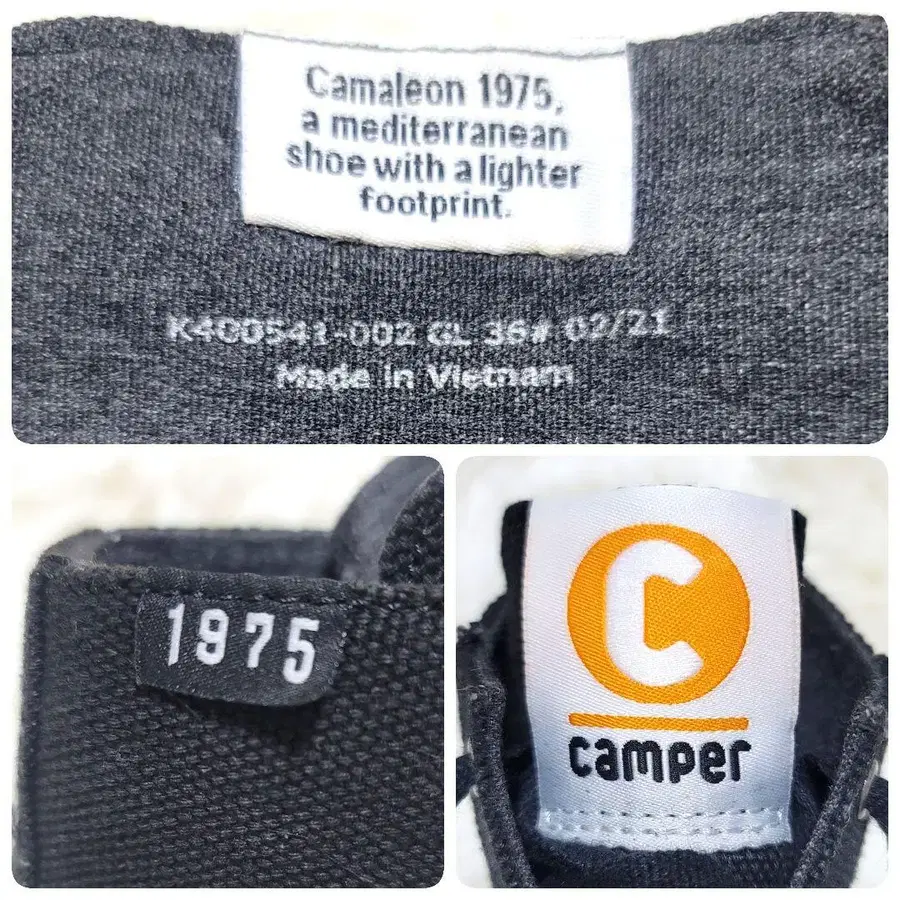 Camaleon 1975,
a mediterranean
shoe with a lighter
footprint.
K400541-002 GL 36# 02/21
Made in Vietnam
1975
C
camper